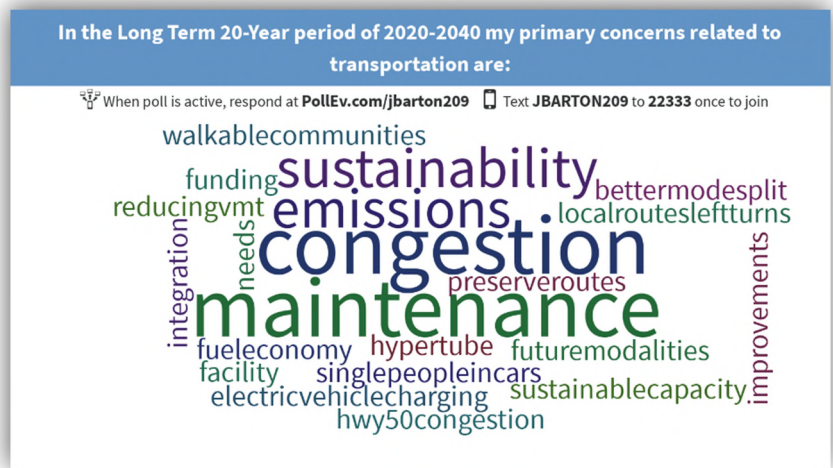 In the Long Term 20-Year period of 2020-2040 my primary concerns related to
transportation are:
When poll is active, respond at PollEv.com/jbarton209 Text JBARTON209 to 22333 once to join
walkablecommunities
sustainability
funding
bettermodesplit
reducingvmt
emissions
localroutesleftturns
congestion
needs
integration
improvements
preserveroutes
maintenance
fueleconomy
hypertube
futuremodalities
facility
singlepeopleincars
sustainablecapacity
electricvehiclecharging
hwy50congestion